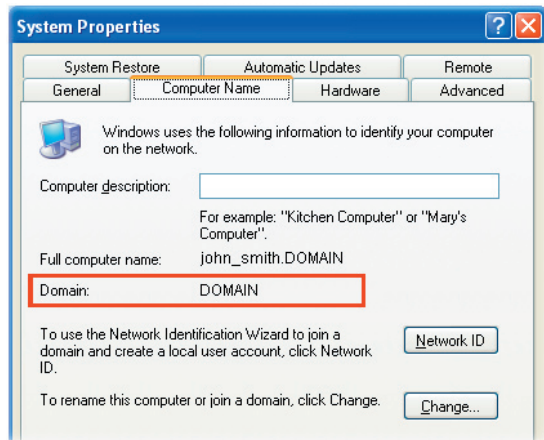 System Properties
System Restore Automatic Updates Remote
General Computer Name Hardware Advanced
Windows uses the following information to identify your computer
on the network.
Computer description:
For example: "Kitchen Computer" or "Mary's
Computer".
Full computer name: john_smith.DOMAIN
Domain: DOMAIN
To use the Network Identification Wizard to join a
domain and create a local user account, click Network
ID.
Network ID
To rename this computer or join a domain, click Change.
Change...